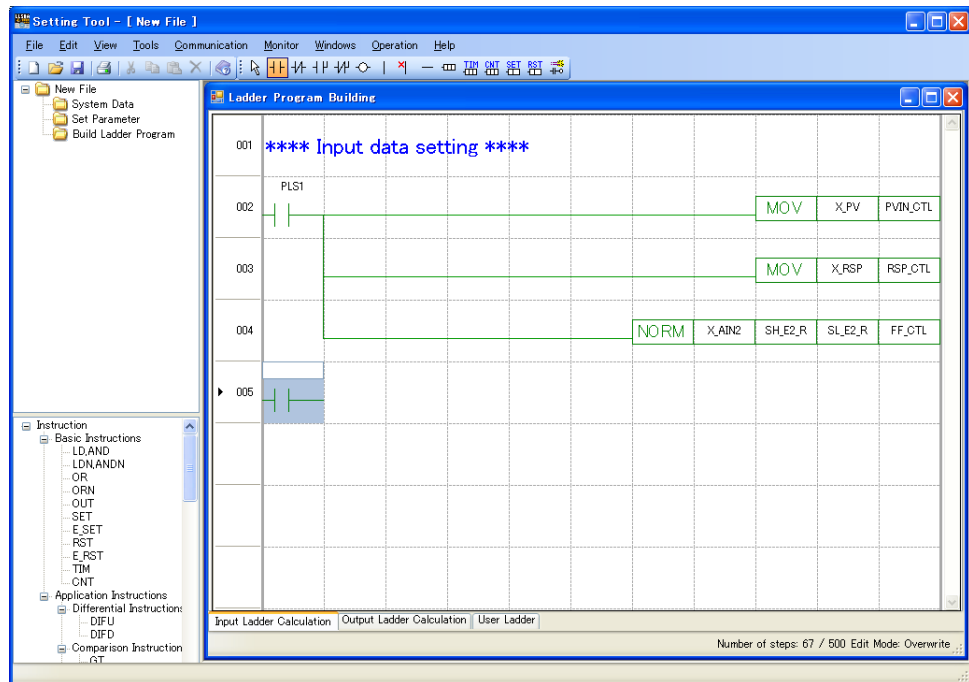 Setting Tool - [ New File ]
File Edit View Tools Communication Monitor Windows Operation Help
TIM CNT SET RST
New File
System Data
Set Parameter
Build Ladder Program
Ladder Program Building
001 **** Input data setting ****
PLS1
002 MOV X_PV PVIN_CTL
003 MOV X_RSP RSP_CTL
004 NORM X_AIN2 SH_E2_R SL_E2_R FF_CTL
005
Instruction
Basic Instructions
LD,AND
LDN,ANDN
OR
ORN
OUT
SET
E_SET
RST
E_RST
TIM
CNT
Application Instructions
Differential Instructions
DIFU
DIFD
Comparison Instruction
GT
Input Ladder Calculation Output Ladder Calculation User Ladder
Number of steps: 67 / 500 Edit Mode: Overwrite